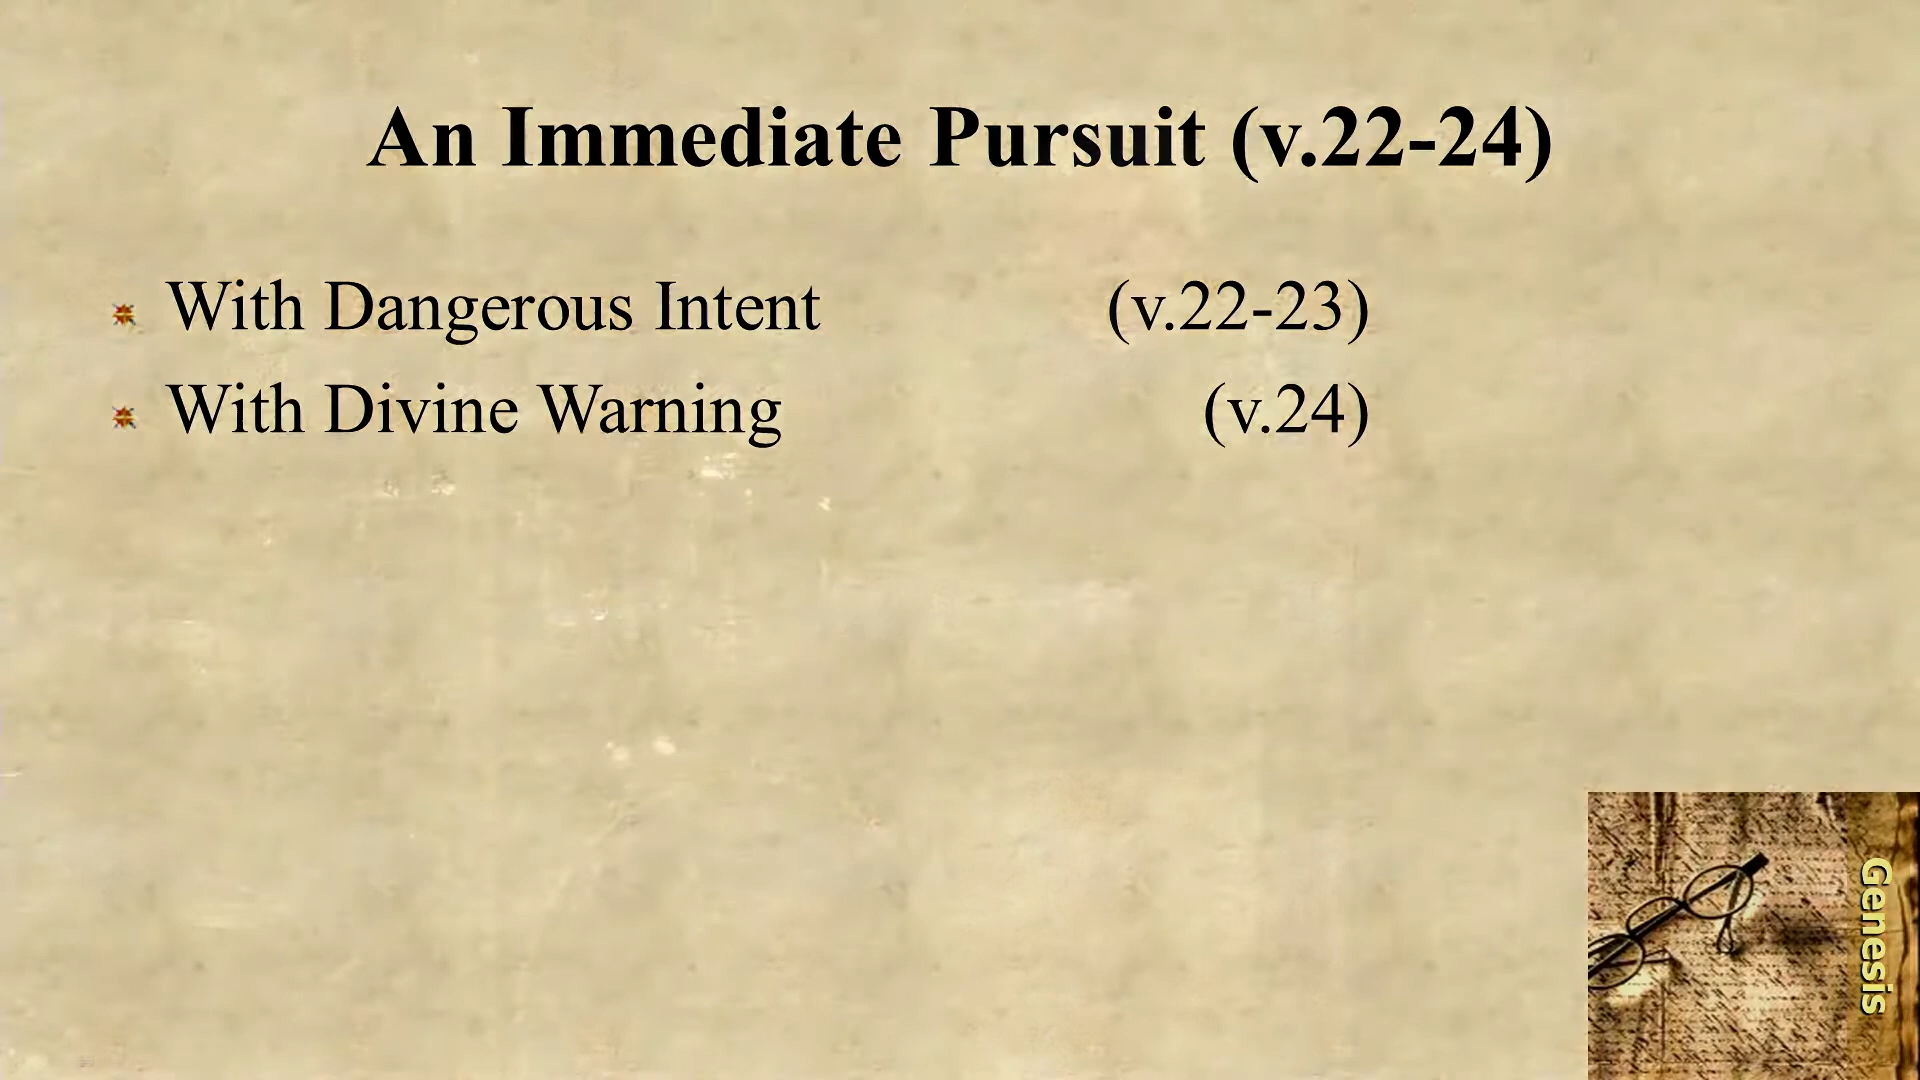 An Immediate Pursuit (v.22-24)
With Dangerous Intent (v.22-23)
With Divine Warning (v.24)
Genesis